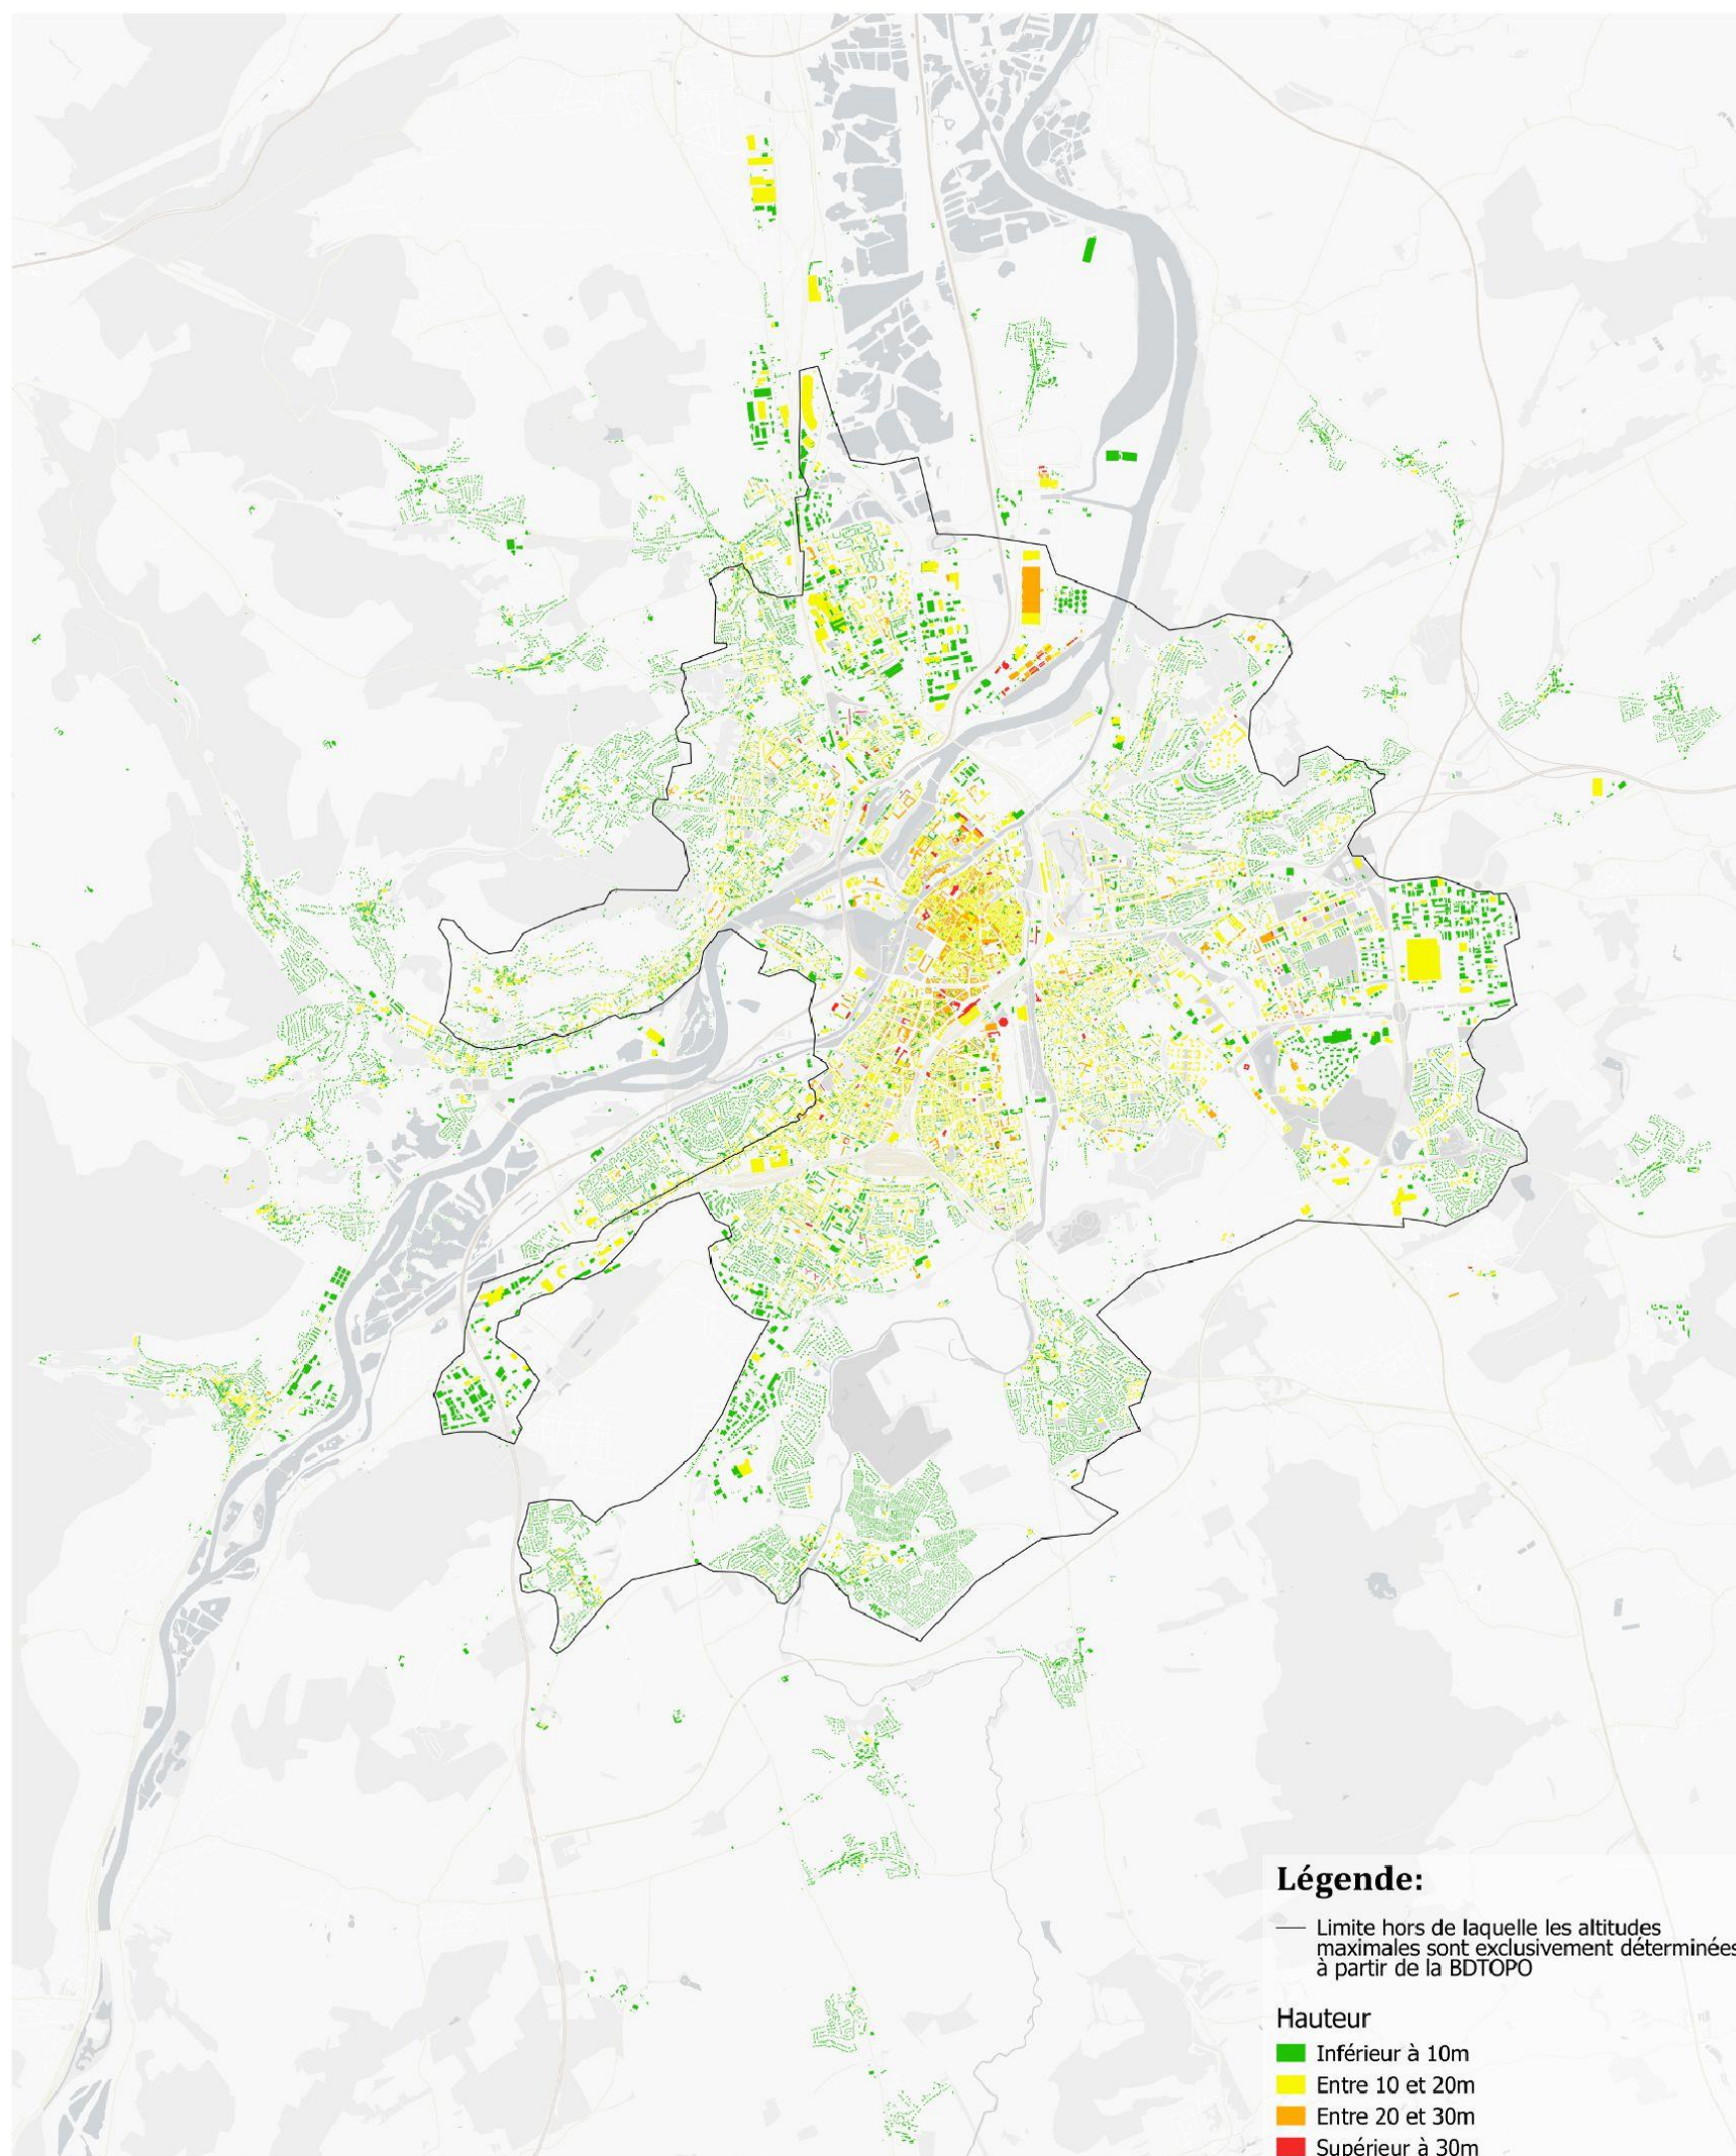 Légende:
Limite hors de laquelle les altitudes
maximales sont exclusivement déterminées
à partir de la BDTOPO
Hauteur
Inférieur à 10m
Entre 10 et 20m
Entre 20 et 30m
Supérieur à 30m